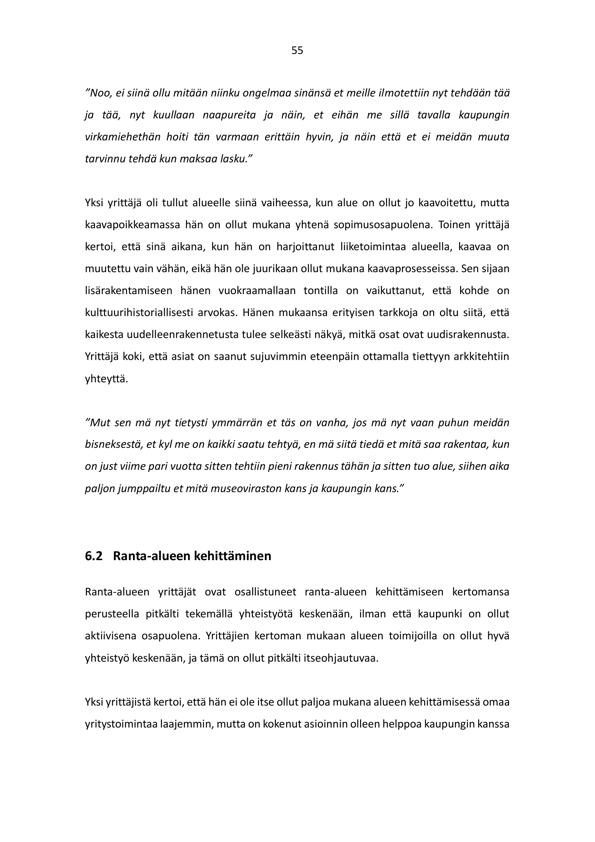 55
”Noo, ei siinä ollu mitään niinku ongelmaa sinänsä et meille ilmotettiin nyt tehdään tää
ja tää, nyt kuullaan naapureita ja näin, et eihän me sillä tavalla kaupungin
virkamiehethän hoiti tän varmaan erittäin hyvin, ja näin että et ei meidän muuta
tarvinnu tehdä kun maksaa lasku.”
Yksi yrittäjä oli tullut alueelle siinä vaiheessa, kun alue on ollut jo kaavoitettu, mutta
kaavapoikkeamassa hän on ollut mukana yhtenä sopimusosapuolena. Toinen yrittäjä
kertoi, että sinä aikana, kun hän on harjoittanut liiketoimintaa alueella, kaavaa on
muutettu vain vähän, eikä hän ole juurikaan ollut mukana kaavaprosesseissa. Sen sijaan
lisärakentamiseen hänen vuokraamallaan tontilla on vaikuttanut, että kohde on
kulttuurihistoriallisesti arvokas. Hänen mukaansa erityisen tarkkoja on oltu siitä, että
kaikesta uudelleenrakennetusta tulee selkeästi näkyä, mitkä osat ovat uudisrakennusta.
Yrittäjä koki, että asiat on saanut sujuvimmin eteenpäin ottamalla tiettyyn arkkitehtiin
yhteyttä.
”Mut sen mä nyt tietysti ymmärrän et täs on vanha, jos mä nyt vaan puhun meidän
bisneksestä, et kyl me on kaikki saatu tehtyä, en mä siitä tiedä et mitä saa rakentaa, kun
on just viime pari vuotta sitten tehtiin pieni rakennus tähän ja sitten tuo alue, siihen aika
paljon jumppailtu et mitä museoviraston kans ja kaupungin kans.”
6.2 Ranta-alueen kehittäminen
Ranta-alueen yrittäjät ovat osallistuneet ranta-alueen kehittämiseen kertomansa
perusteella pitkälti tekemällä yhteistyötä keskenään, ilman että kaupunki on ollut
aktiivisena osapuolena. Yrittäjien kertoman mukaan alueen toimijoilla on ollut hyvä
yhteistyö keskenään, ja tämä on ollut pitkälti itseohjautuvaa.
Yksi yrittäjistä kertoi, että hän ei ole itse ollut paljoa mukana alueen kehittämisessä omaa
yritystoimintaa laajemmin, mutta on kokenut asioinnin olleen helppoa kaupungin kanssa